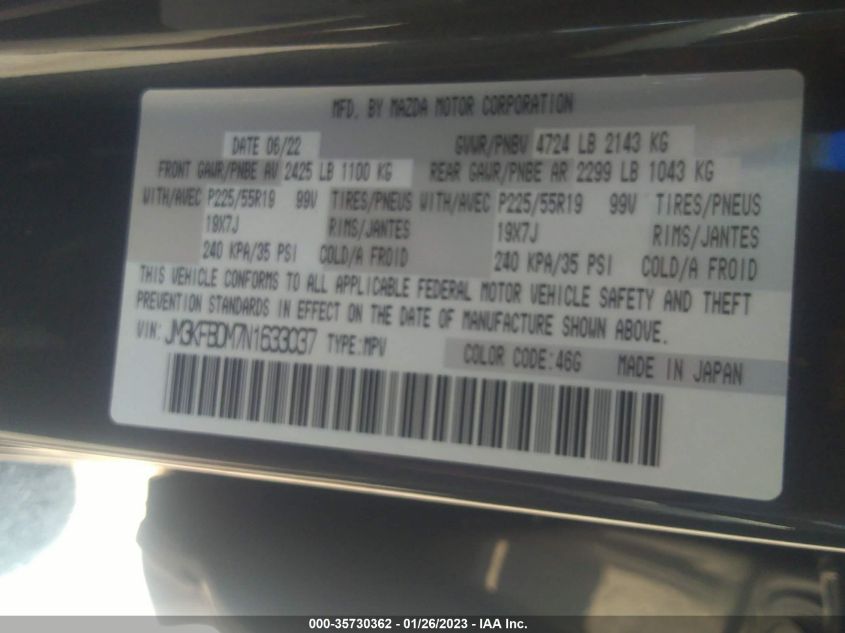 MFD. BY MAZDA MOTOR CORPORATION
DATE 06/22 GVWR/PNBV 4724 LB 2143 KG
FRONT GAWR/PNBE AV 2425 LB 1100 KG REAR GAWR/PNBE AR 2299 LB 1043 KG
WITH/AVEC P225/55R19 99V TIRES/PNEUS WITH/AVEC P225/55R19 99V TIRES/PNEUS
19X7J RIMS/JANTES 19X7J RIMS/JANTES
240 KPA/35 PSI COLD/A FROID 240 KPA/35 PSI COLD/A FROID
THIS VEHICLE CONFORMS TO ALL APPLICABLE FEDERAL MOTOR VEHICLE SAFETY AND THEFT
PREVENTION STANDARDS IN EFFECT ON THE DATE OF MANUFACTURE SHOWN ABOVE.
VIN: JM3KFBDM7N1633037 TYPE:MPV COLOR CODE:46G MADE IN JAPAN
000-35730362 - 01/26/2023 - IAA Inc.